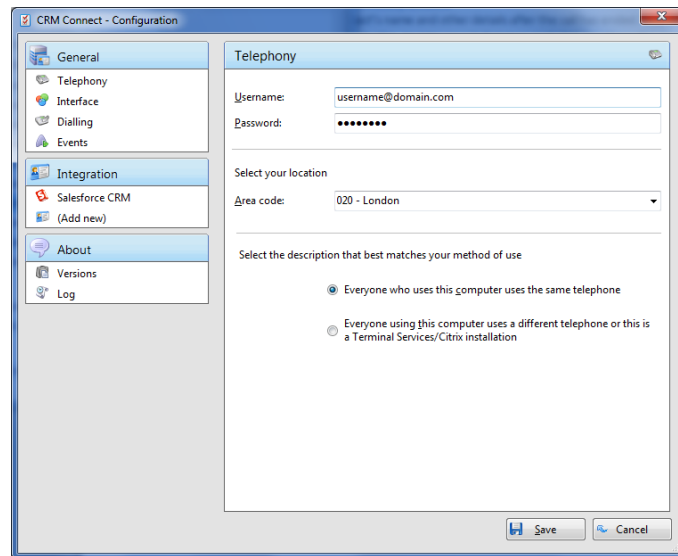 CRM Connect - Configuration
General
Telephony
Interface
Dialling
Events
Integration
Salesforce CRM
(Add new)
About
Versions
Log
Telephony
Username: username@domain.com
Password: ••••••••
Select your location
Area code: 020 - London
Select the description that best matches your method of use
Everyone who uses this computer uses the same telephone
Everyone using this computer uses a different telephone or this is
a Terminal Services/Citrix installation
Save Cancel